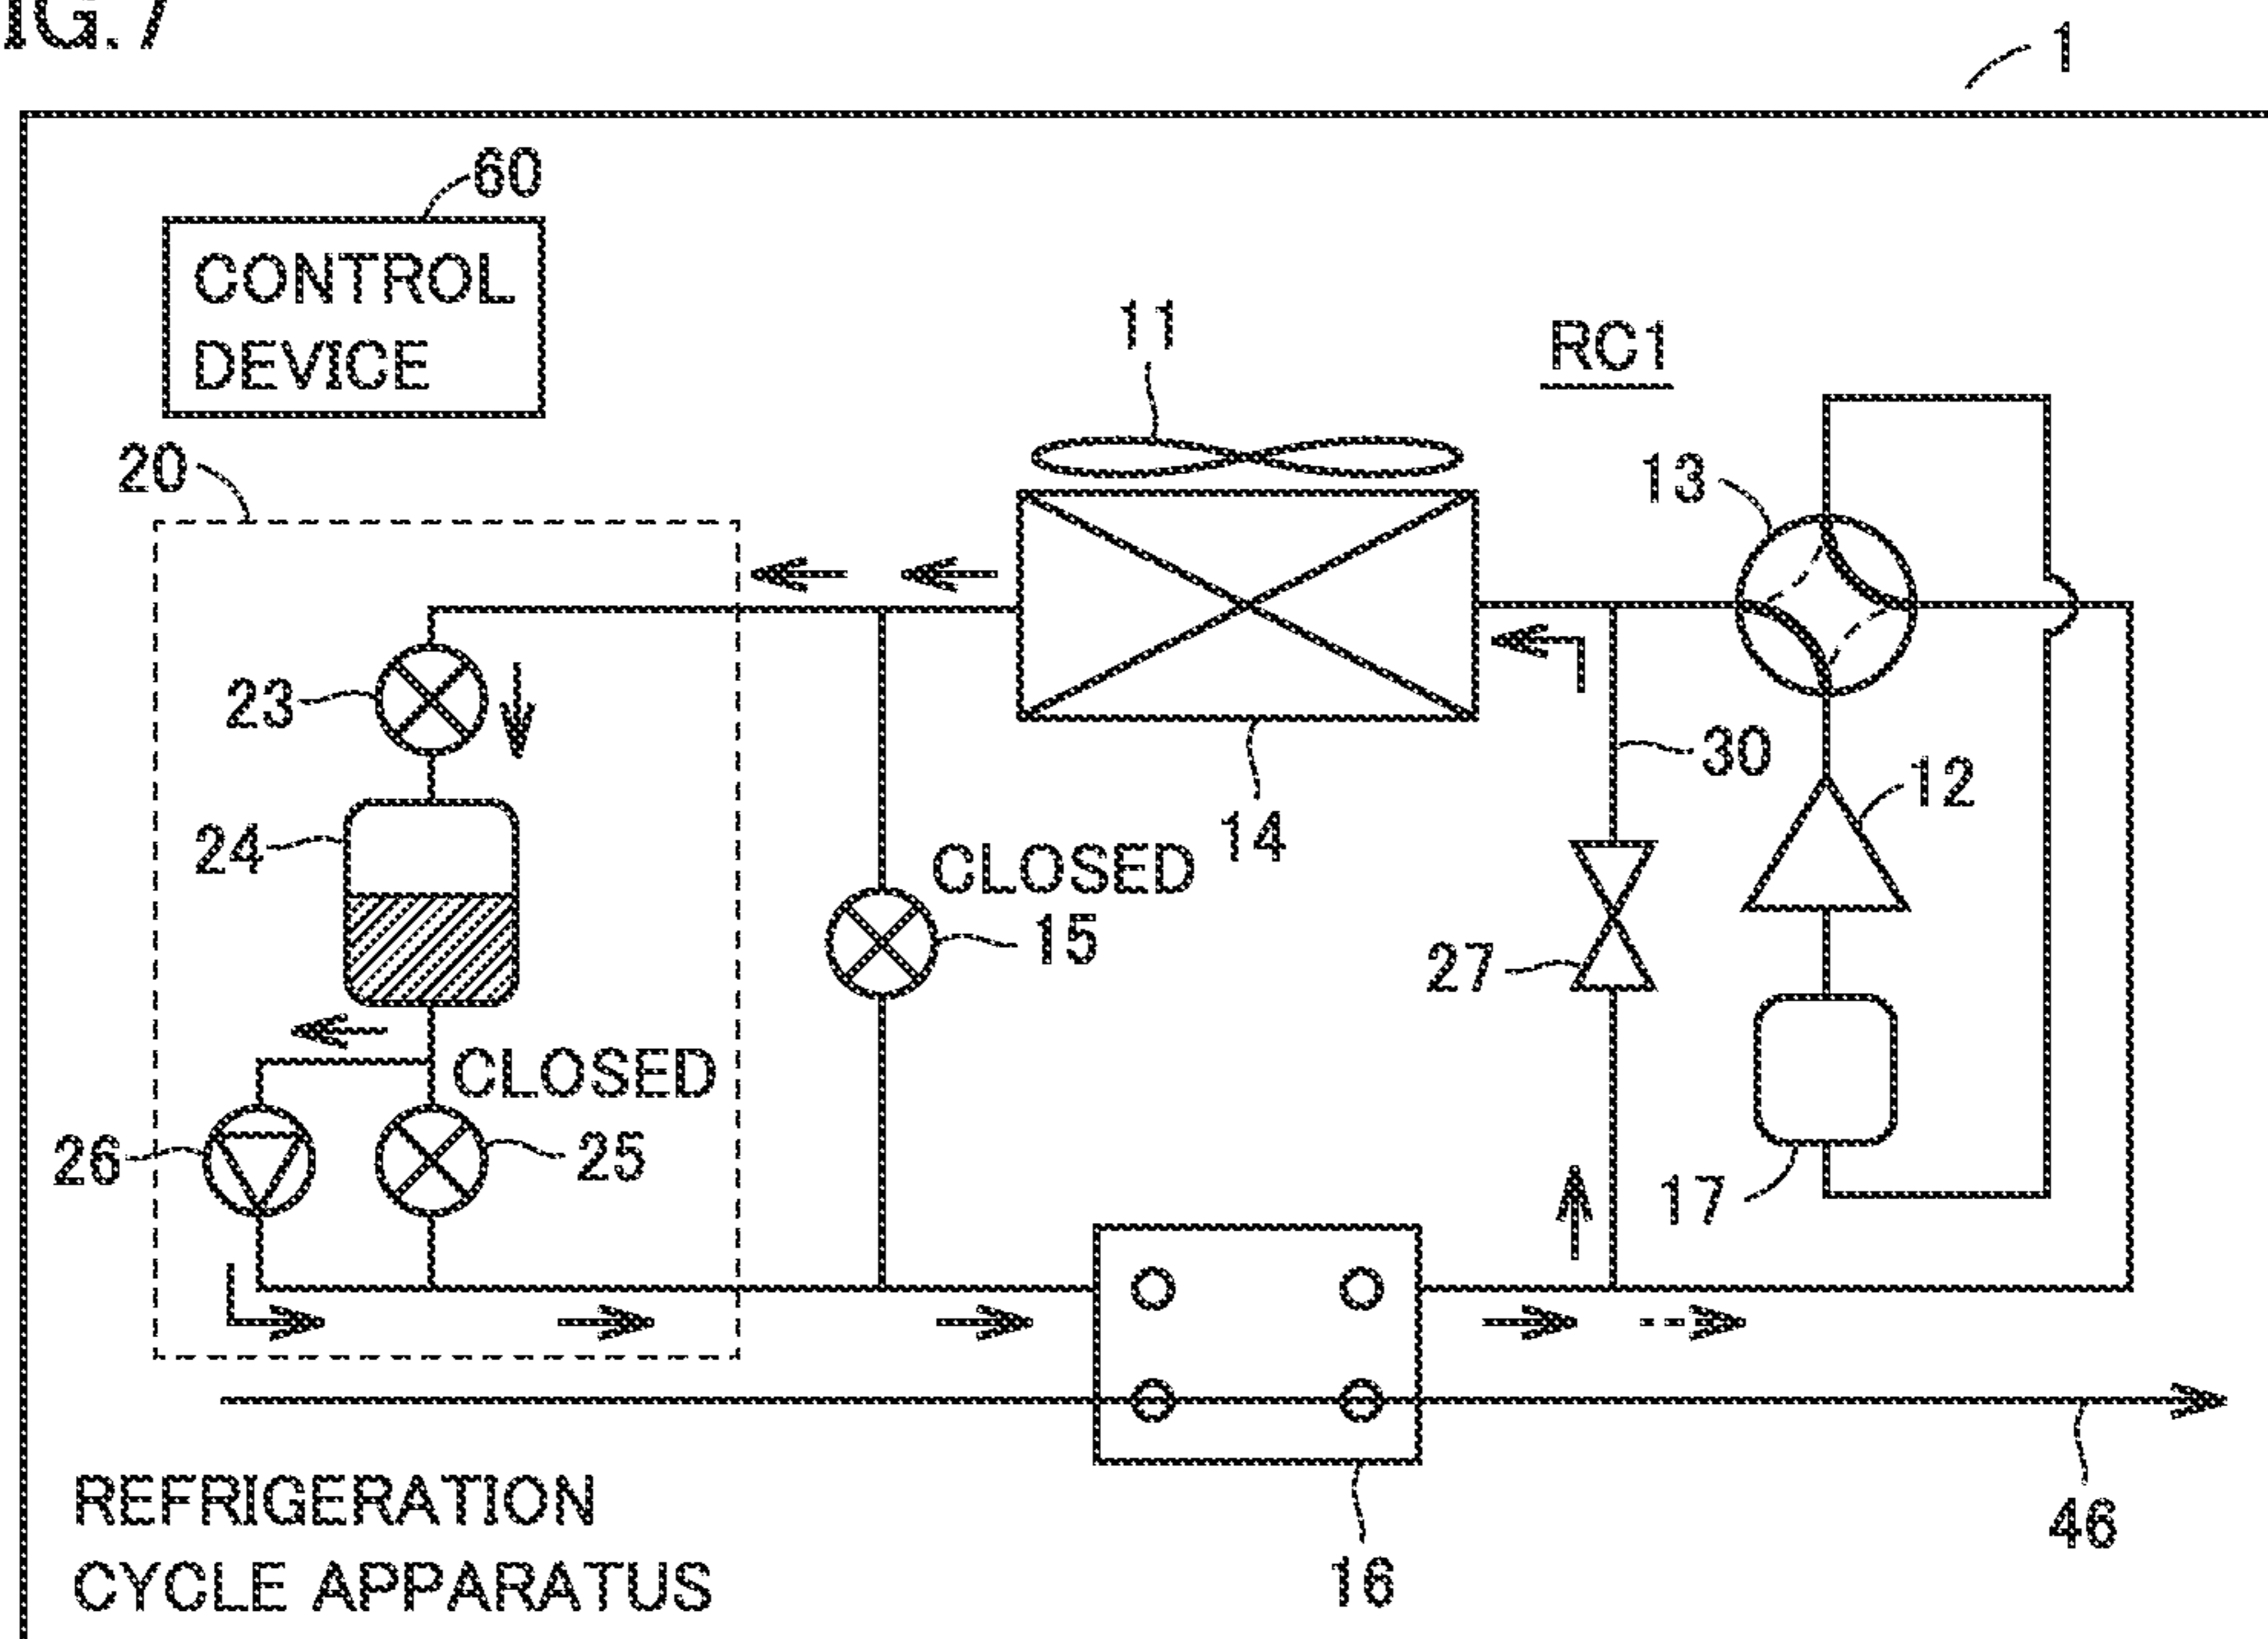 IG. 7
1
60
CONTROL
DEVICE
11
RC1
20
13
23
30
12
24
14
CLOSED
15
27
CLOSED
26
25
17
46
REFRIGERATION
CYCLE APPARATUS
16